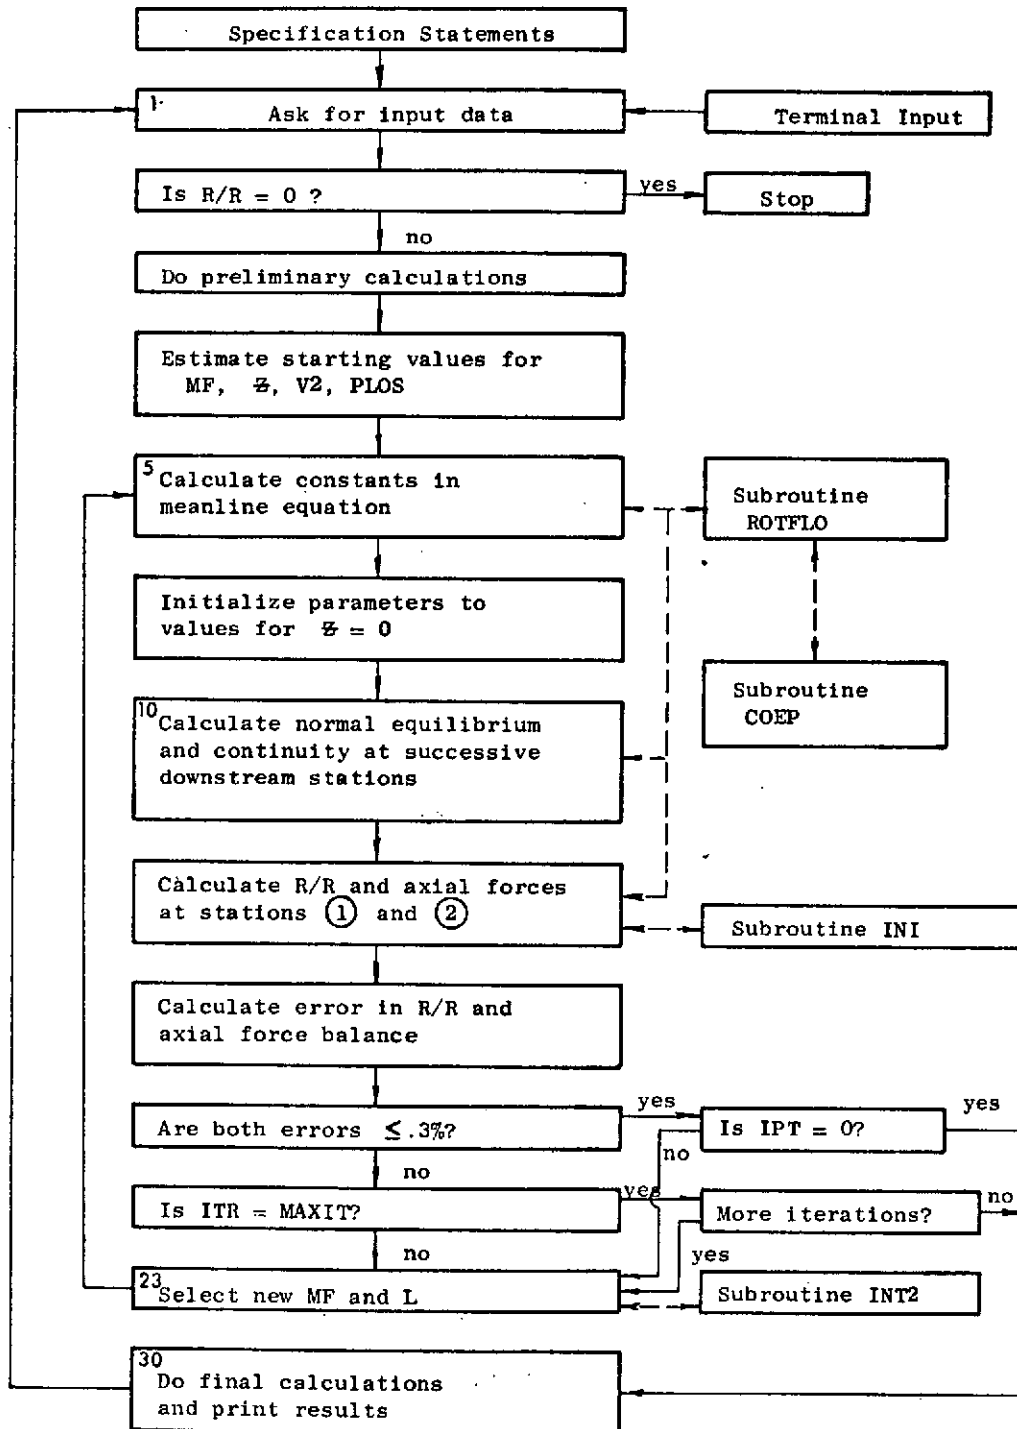 Specification Statements
1.
Ask for input data
Terminal Input
Is R/R = 0 ?
yes
Stop
no
Do preliminary calculations
Estimate starting values for
MF, Z, V2, PLOS
5
Calculate constants in
meanline equation
Subroutine
ROTFLO
Initialize parameters to
values for Z = 0
Subroutine
COEP
10
Calculate normal equilibrium
and continuity at successive
downstream stations
Calculate R/R and axial forces
at stations ① and ②
Subroutine INI
Calculate error in R/R and
axial force balance
Are both errors ≤ .3%?
yes
Is IPT = 0?
yes
no
no
Is ITR = MAXIT?
yes
More iterations?
no
no
yes
23
Select new MF and L
Subroutine INT2
30
Do final calculations
and print results